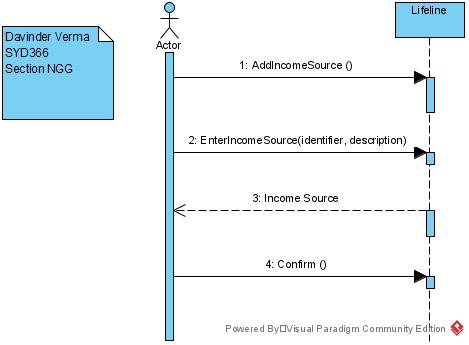 Davinder Verma
SYD366
Section NGG
Actor
Lifeline
1: AddIncomeSource ()
2: EnterIncomeSource(identifier, description)
3: Income Source
4: Confirm ()
Powered By□Visual Paradigm Community Edition